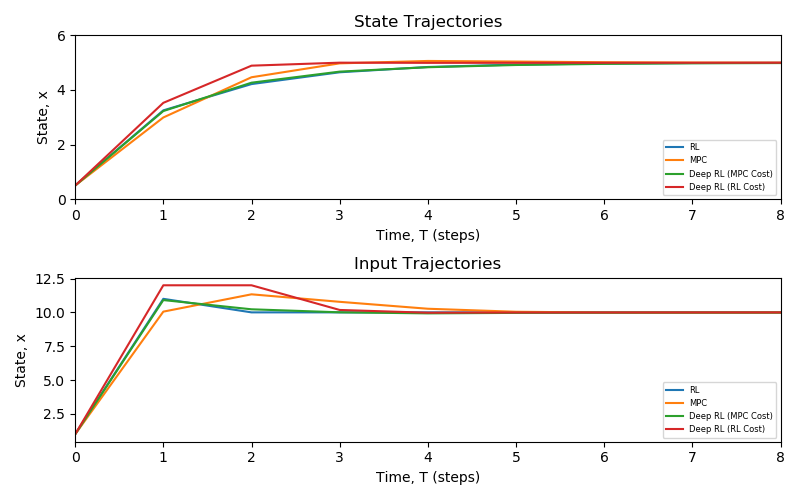 State Trajectories
6
4
2
0
State, x
RL
MPC
Deep RL (MPC Cost)
Deep RL (RL Cost)
0 1 2 3 4 5 6 7 8
Time, T (steps)
Input Trajectories
12.5
10.0
7.5
5.0
2.5
State, x
RL
MPC
Deep RL (MPC Cost)
Deep RL (RL Cost)
0 1 2 3 4 5 6 7 8
Time, T (steps)